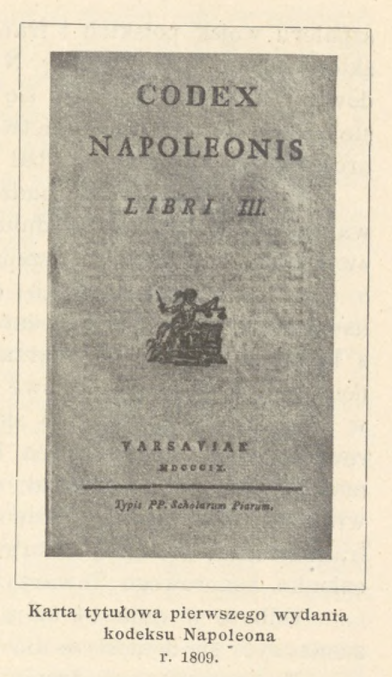 CODEX
NAPOLEONIS
LIBRI III.
VARSAVIAE
MDCCCIX.
Typis PP. Scholarum Piarum.
Karta tytułowa pierwszego wydania
kodeksu Napoleona
r. 1809.